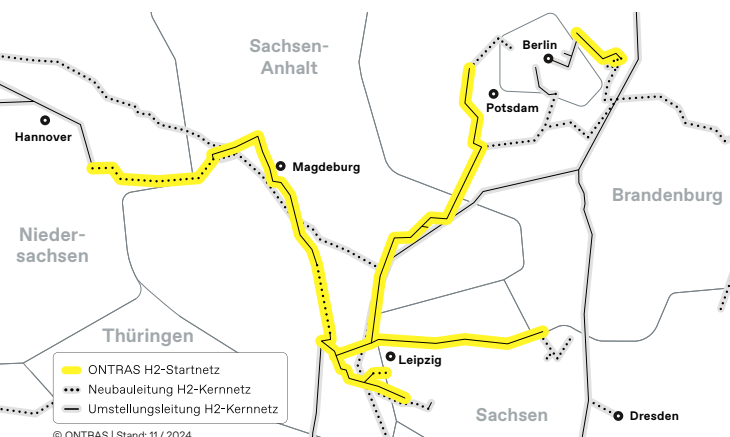 Sachsen-
Anhalt
Berlin
Potsdam
Hannover
Magdeburg
Brandenburg
Nieder-
sachsen
Thüringen
Leipzig
ONTRAS H2-Startnetz
Neubauleitung H2-Kernnetz
Umstellungsleitung H2-Kernnetz
Sachsen
Dresden
© ONTRAS | Stand: 11 / 2024